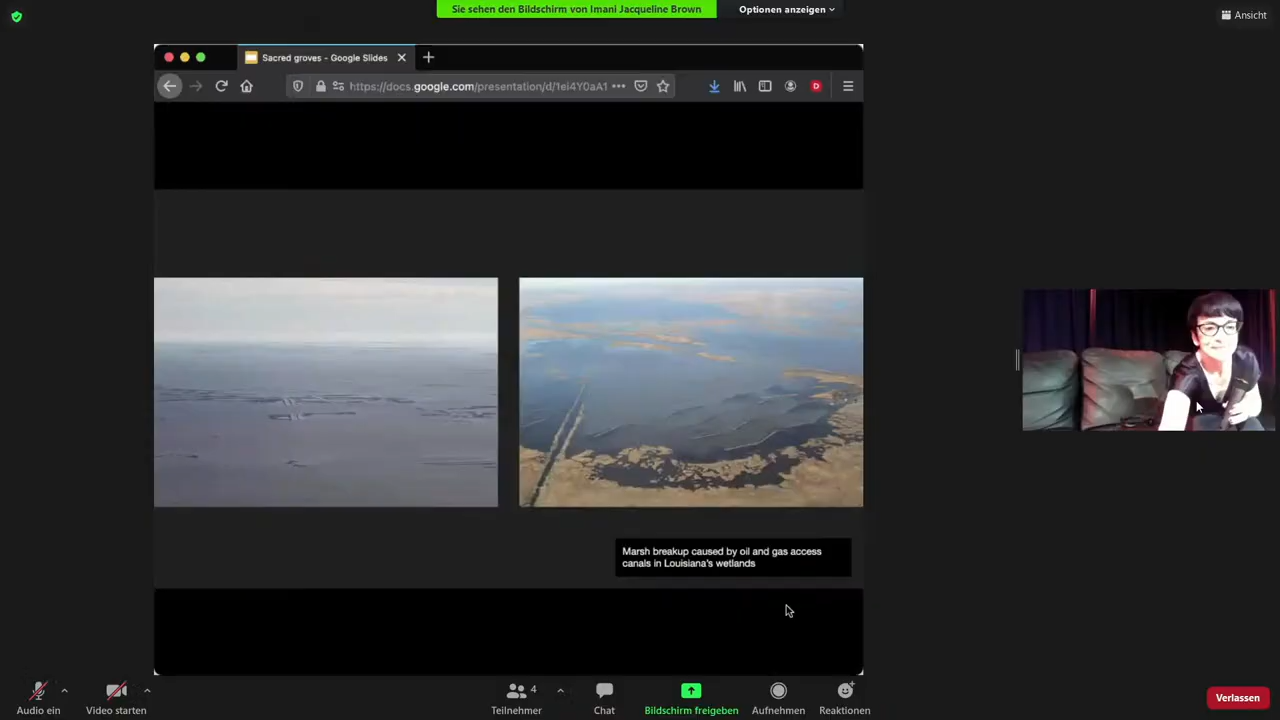 Sie sehen den Bildschirm von Imani Jacqueline Brown
Optionen anzeigen
Ansicht
Sacred groves - Google Slides
https://docs.google.com/presentation/d/1ei4Y0aA1
Marsh breakup caused by oil and gas access
canals in Louisiana's wetlands
Audio ein
Video starten
4
Teilnehmer
Chat
Bildschirm freigeben
Aufnehmen
Reaktionen
Verlassen